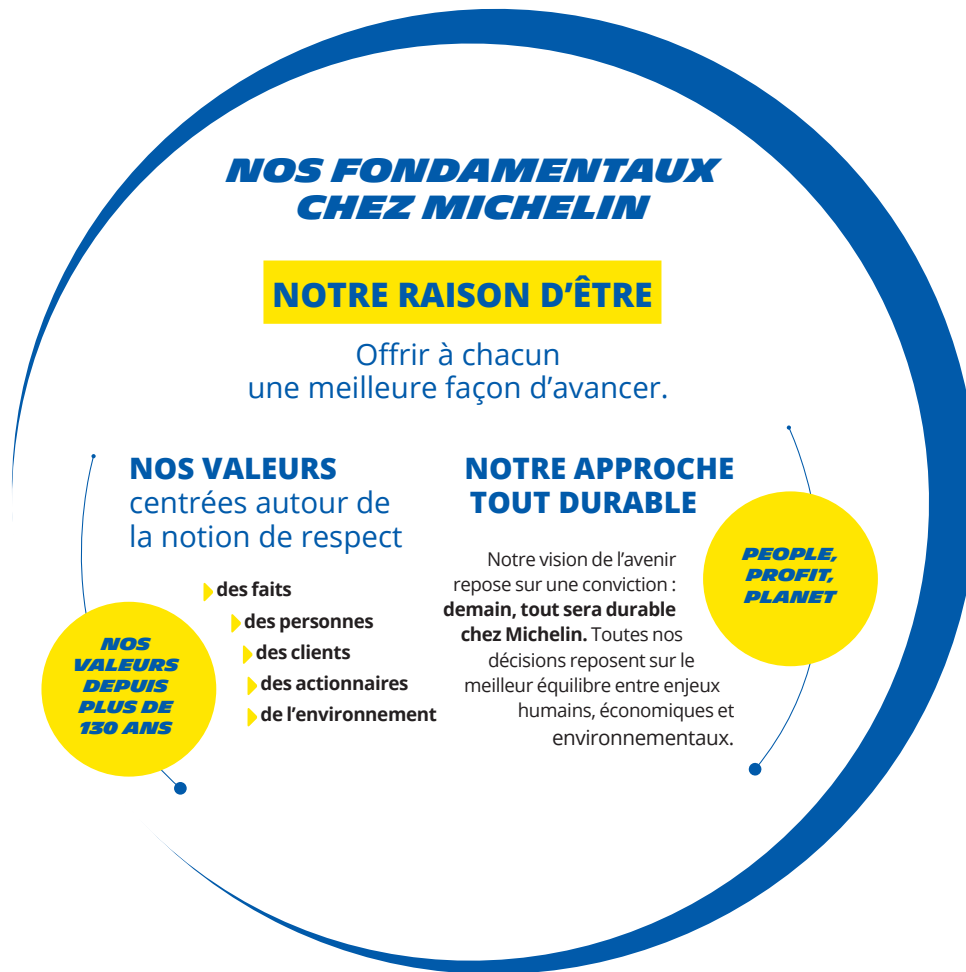 NOS FONDAMENTAUX
CHEZ MICHELIN
NOTRE RAISON D’ÊTRE
Offrir à chacun
une meilleure façon d’avancer.
NOS VALEURS
centrées autour de
la notion de respect
des faits
des personnes
des clients
des actionnaires
de l’environnement
NOS
VALEURS
DEPUIS
PLUS DE
130 ANS
NOTRE APPROCHE
TOUT DURABLE
Notre vision de l’avenir
repose sur une conviction :
demain, tout sera durable
chez Michelin. Toutes nos
décisions reposent sur le
meilleur équilibre entre enjeux
humains, économiques et
environnementaux.
PEOPLE,
PROFIT,
PLANET